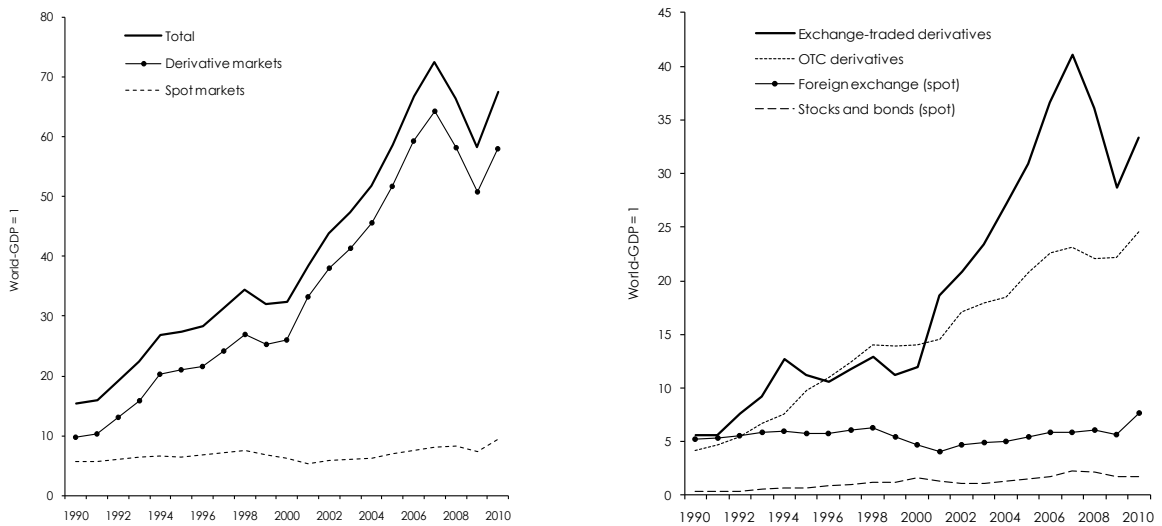 80
70
60
50
40
30
20
10
0
World-GDP = 1
Total
Derivative markets
Spot markets
1990 1992 1994 1996 1998 2000 2002 2004 2006 2008 2010
45
40
35
30
25
20
15
10
5
0
World-GDP = 1
Exchange-traded derivatives
OTC derivatives
Foreign exchange (spot)
Stocks and bonds (spot)
1990 1992 1994 1996 1998 2000 2002 2004 2006 2008 2010